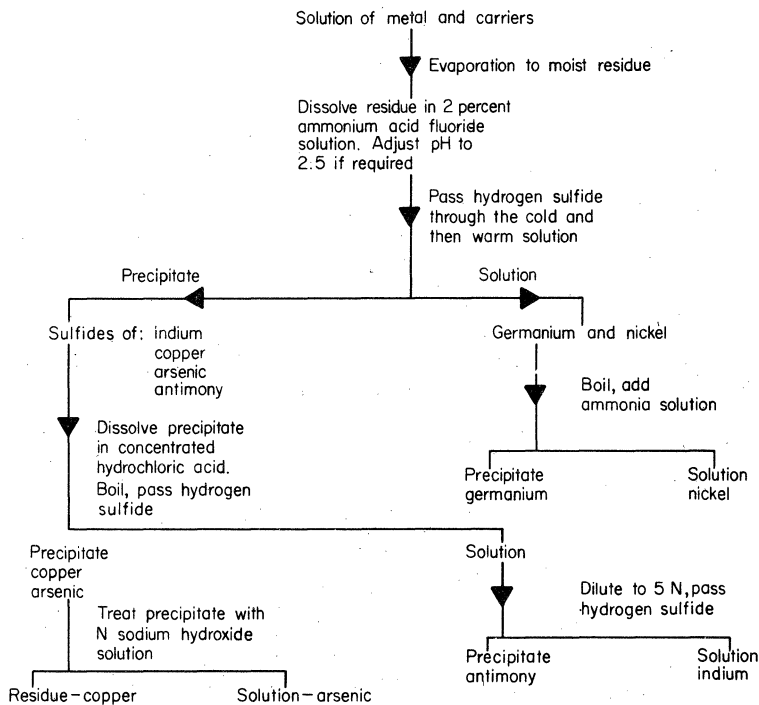 Solution of metal and carriers
Evaporation to moist residue
Dissolve residue in 2 percent
ammonium acid fluoride
solution. Adjust pH to
2:5 if required
Pass hydrogen sulfide
through the cold and
then warm solution
Precipitate
Solution
Sulfides of: indium
copper
arsenic
antimony
Germanium and nickel
Boil, add
ammonia solution
Dissolve precipitate
in concentrated
hydrochloric acid.
Boil, pass hydrogen
sulfide
Precipitate
germanium
Solution
nickel
Precipitate
copper
arsenic
Solution
Dilute to 5 N, pass
hydrogen sulfide
Treat precipitate with
N sodium hydroxide
solution
Precipitate
antimony
Solution
indium
Residue – copper
Solution – arsenic